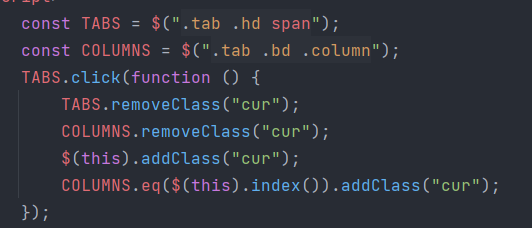 const TABS = $(".tab .hd span");
const COLUMNS = $(".tab .bd .column");
TABS.click(function () {
TABS.removeClass("cur");
COLUMNS.removeClass("cur");
$(this).addClass("cur");
COLUMNS.eq($(this).index()).addClass("cur");
});